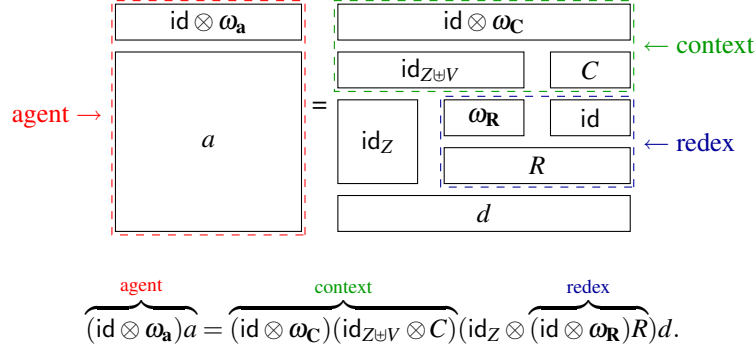 id ⊗ ω_a id ⊗ ω_C
← context
id_{Z⊎V} C
agent → a = id_Z ω_R id
← redex
R
d
agent context redex
(id ⊗ ω_a)a = (id ⊗ ω_C)(id_{Z⊎V} ⊗ C)(id_Z ⊗ (id ⊗ ω_R)R)d.